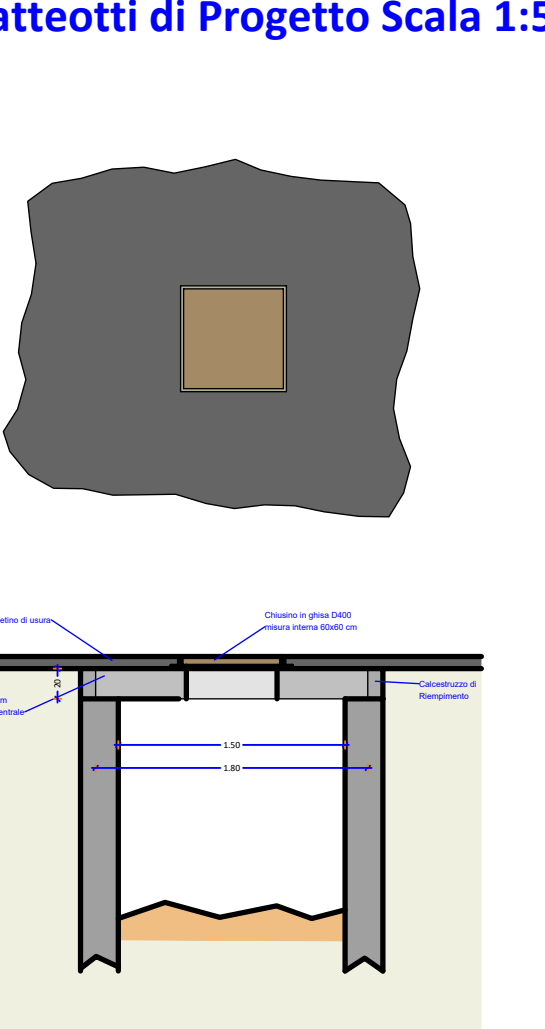 atteotti di Progetto Scala 1:5
Chiusino in ghisa D400
misura interna 60x60 cm
etino di usura
20
m
entrale
Calcestruzzo di
Riempimento
1.50
1.80